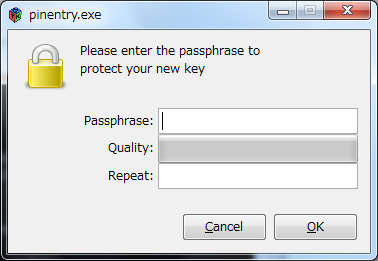 pinentry.exe
Please enter the passphrase to
protect your new key
Passphrase:
Quality:
Repeat:
Cancel OK